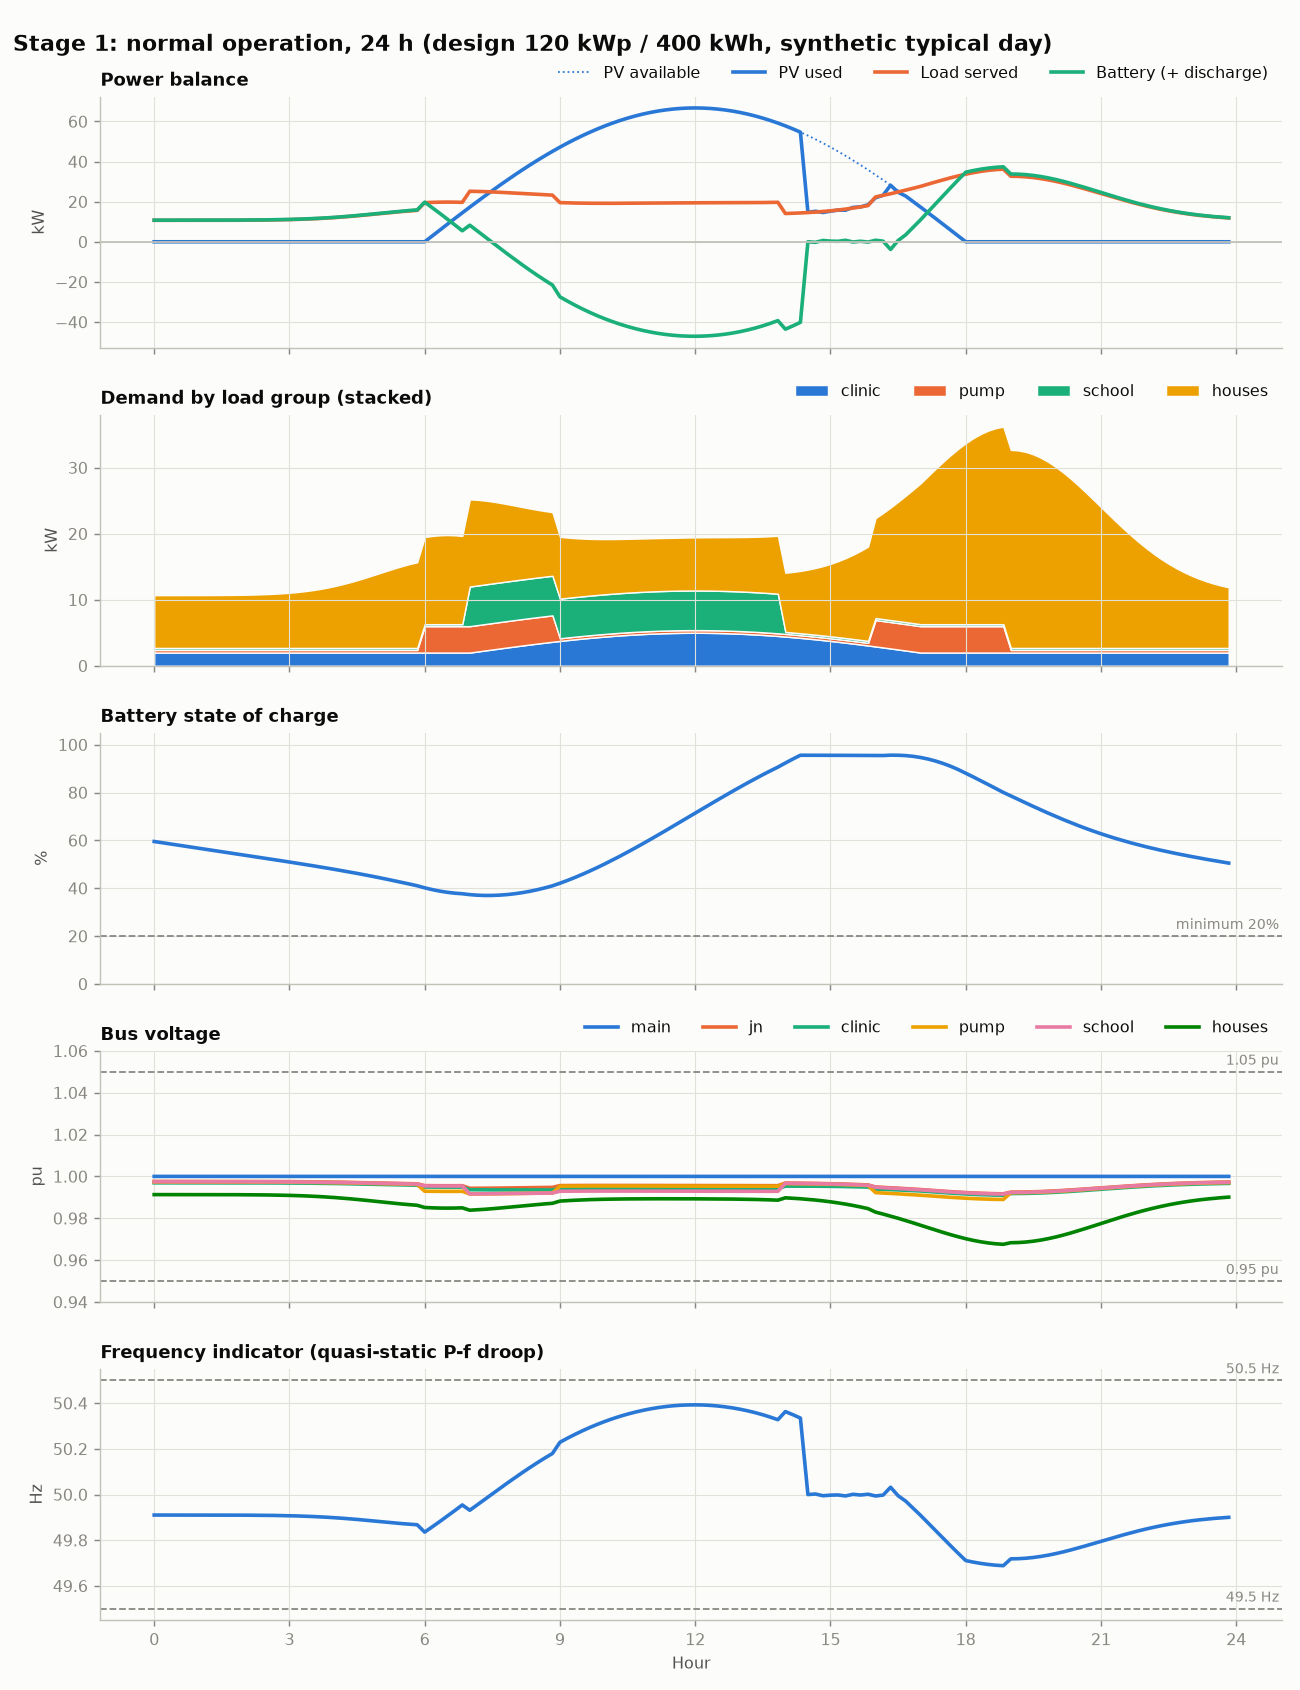 Stage 1: normal operation, 24 h (design 120 kWp / 400 kWh, synthetic typical day)
Power balance
PV available PV used Load served Battery (+ discharge)
60
40
20
0
−20
−40
kW
Demand by load group (stacked)
clinic pump school houses
30
20
10
0
kW
Battery state of charge
100
80
60
40
20
0
%
minimum 20%
Bus voltage
main jn clinic pump school houses
1.06
1.04
1.02
1.00
0.98
0.96
0.94
pu
1.05 pu
0.95 pu
Frequency indicator (quasi-static P-f droop)
50.5 Hz
50.4
50.2
50.0
49.8
49.6
Hz
49.5 Hz
0 3 6 9 12 15 18 21 24
Hour